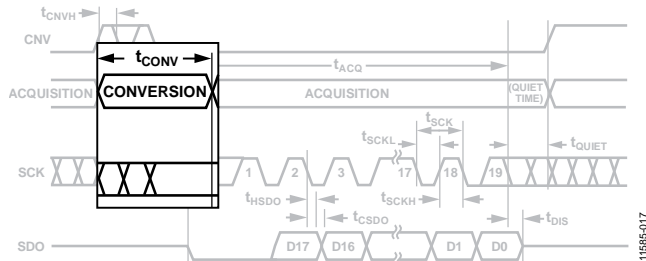 tCNVH
CNV
tCONV
tACQ
ACQUISITION
CONVERSION
ACQUISITION
(QUIET
TIME)
tSCK
tSCKL
tQUIET
SCK
1
2
3
17
18
19
tHSDO
tCSDO
tSCKH
tDIS
SDO
D17
D16
D1
D0
11585-017